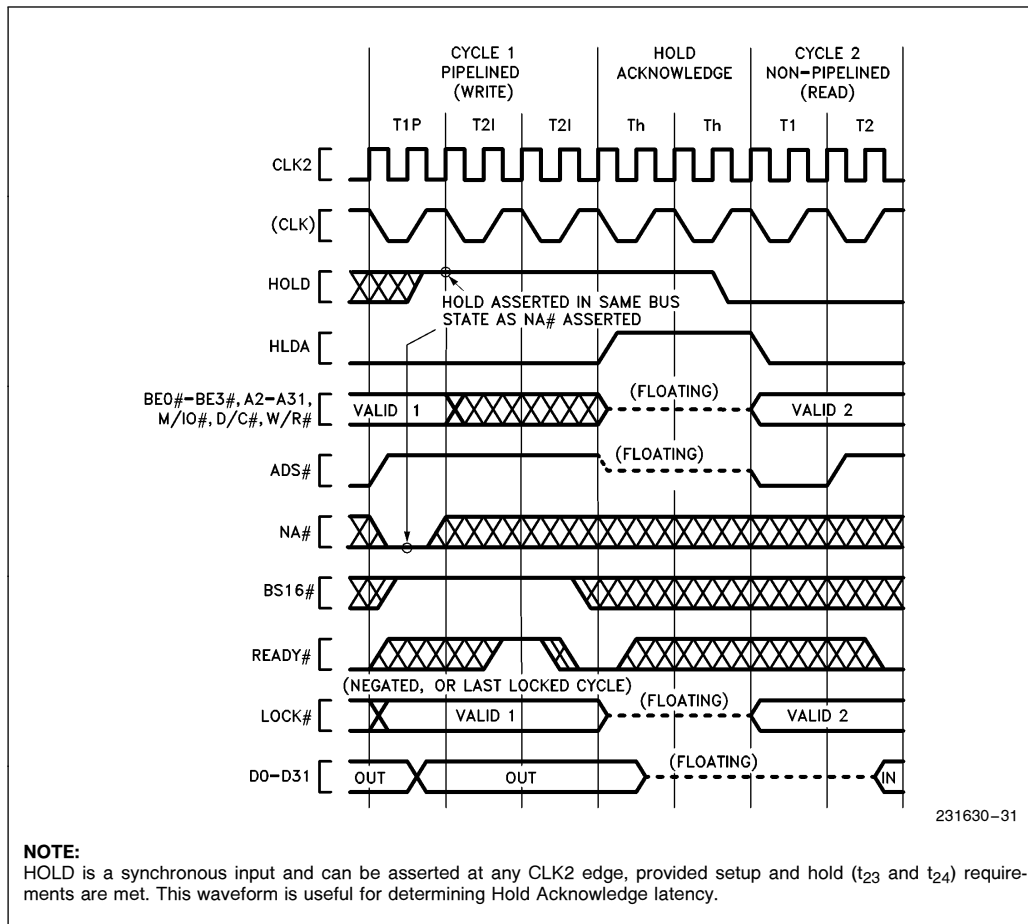 CYCLE 1
PIPELINED
(WRITE)
HOLD
ACKNOWLEDGE
CYCLE 2
NON-PIPELINED
(READ)
T1P T2I T2I Th Th T1 T2
CLK2
(CLK)
HOLD
HOLD ASSERTED IN SAME BUS
STATE AS NA# ASSERTED
HLDA
BE0#-BE3#, A2-A31,
M/IO#, D/C#, W/R#
VALID 1
(FLOATING)
VALID 2
ADS#
(FLOATING)
NA#
BS16#
READY#
(NEGATED, OR LAST LOCKED CYCLE)
LOCK#
VALID 1
(FLOATING)
VALID 2
D0-D31
OUT
OUT
(FLOATING)
IN
231630-31
NOTE:
HOLD is a synchronous input and can be asserted at any CLK2 edge, provided setup and hold (t23 and t24) require-
ments are met. This waveform is useful for determining Hold Acknowledge latency.